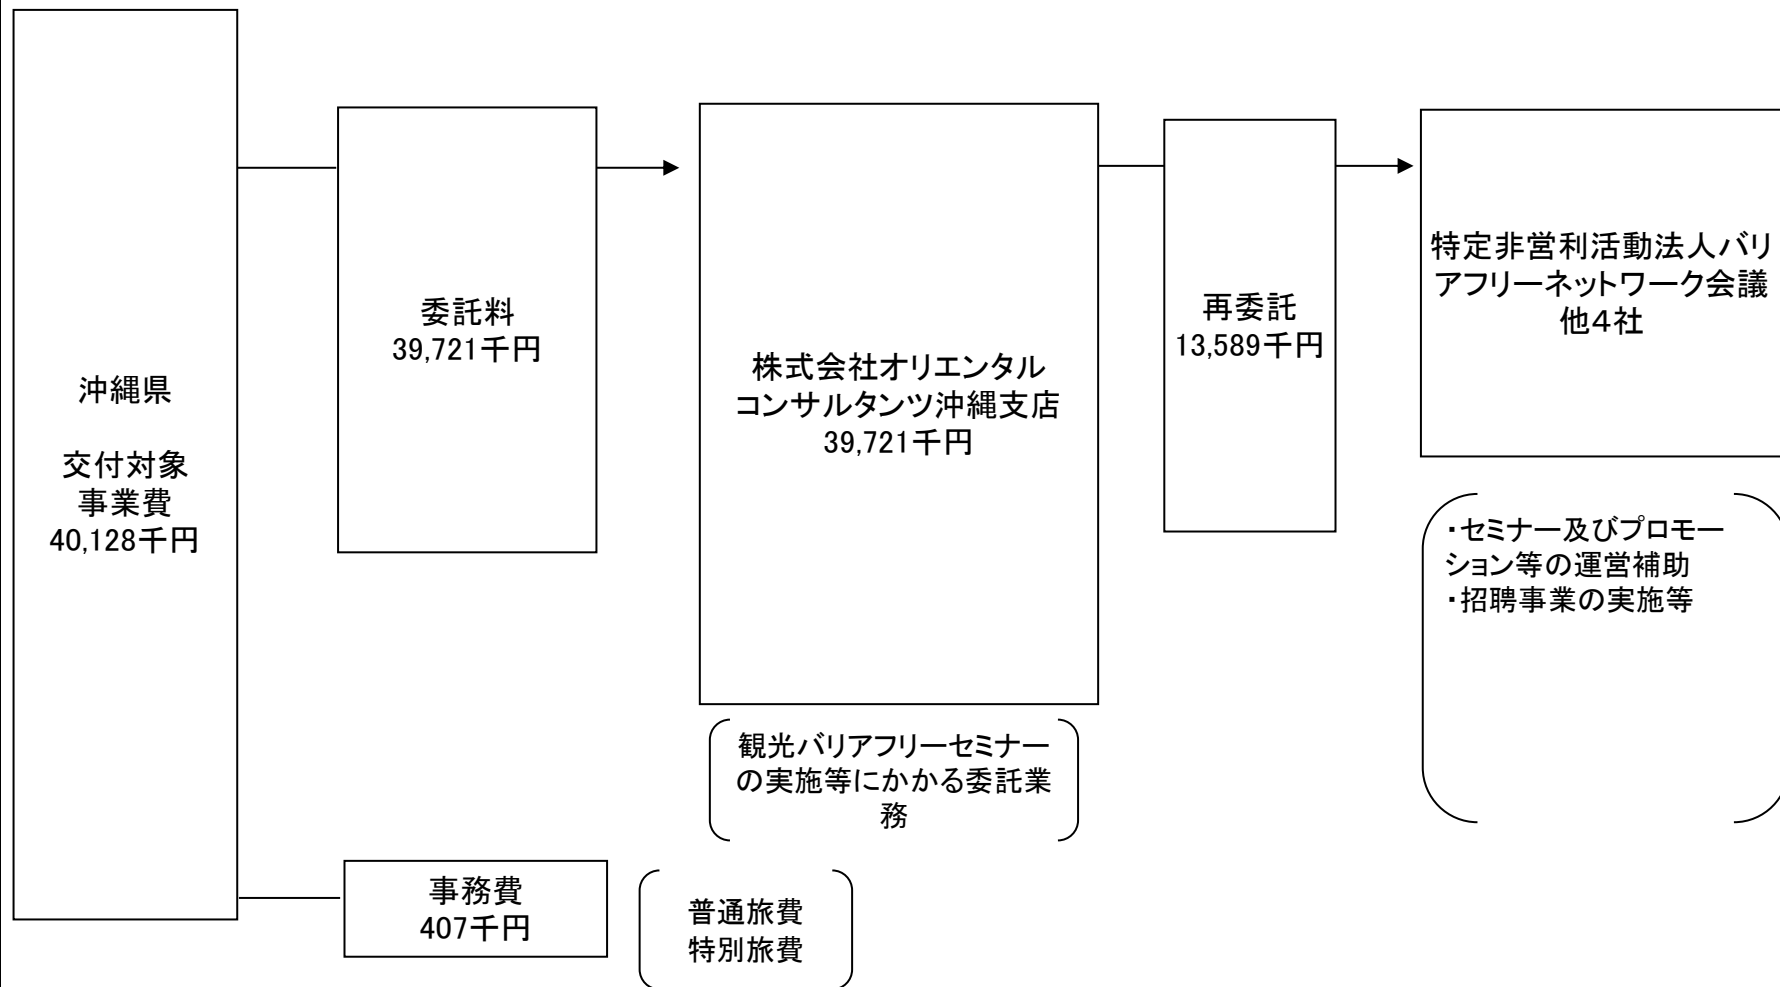 沖縄県
交付対象
事業費
40,128千円
委託料
39,721千円
株式会社オリエンタル
コンサルタンツ沖縄支店
39,721千円
観光バリアフリーセミナー
の実施等にかかる委託業
務
再委託
13,589千円
特定非営利活動法人バリ
アフリーネットワーク会議
他４社
・セミナー及びプロモー
ション等の運営補助
・招聘事業の実施等
事務費
407千円
普通旅費
特別旅費